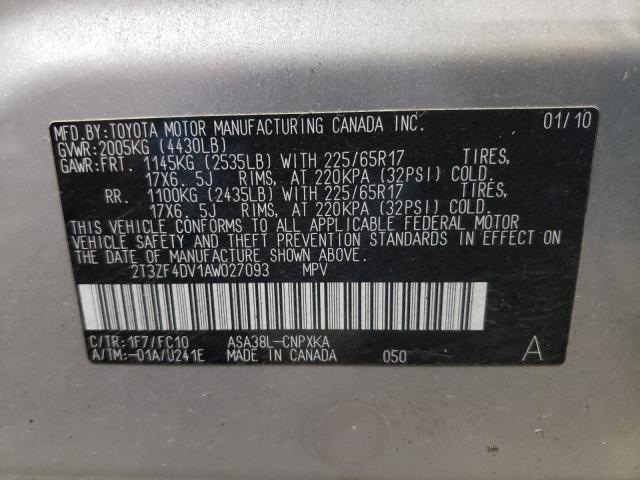 MFD.BY:TOYOTA MOTOR MANUFACTURING CANADA INC. 01/10
GVWR:2005KG (4430LB)
GAWR:FRT. 1145KG (2535LB) WITH 225/65R17 TIRES,
17X6. 5J RIMS, AT 220KPA (32PSI) COLD.
RR. 1100KG (2435LB) WITH 225/65R17 TIRES,
17X6. 5J RIMS, AT 220KPA (32PSI) COLD.
THIS VEHICLE CONFORMS TO ALL APPLICABLE FEDERAL MOTOR
VEHICLE SAFETY AND THEFT PREVENTION STANDARDS IN EFFECT ON
THE DATE OF MANUFACTURE SHOWN ABOVE.
2T3ZF4DV1AW027093 MPV
C/TR:1F7/FC10 ASA38L-CNPXKA
A/TM:-01A/U241E MADE IN CANADA 050 A